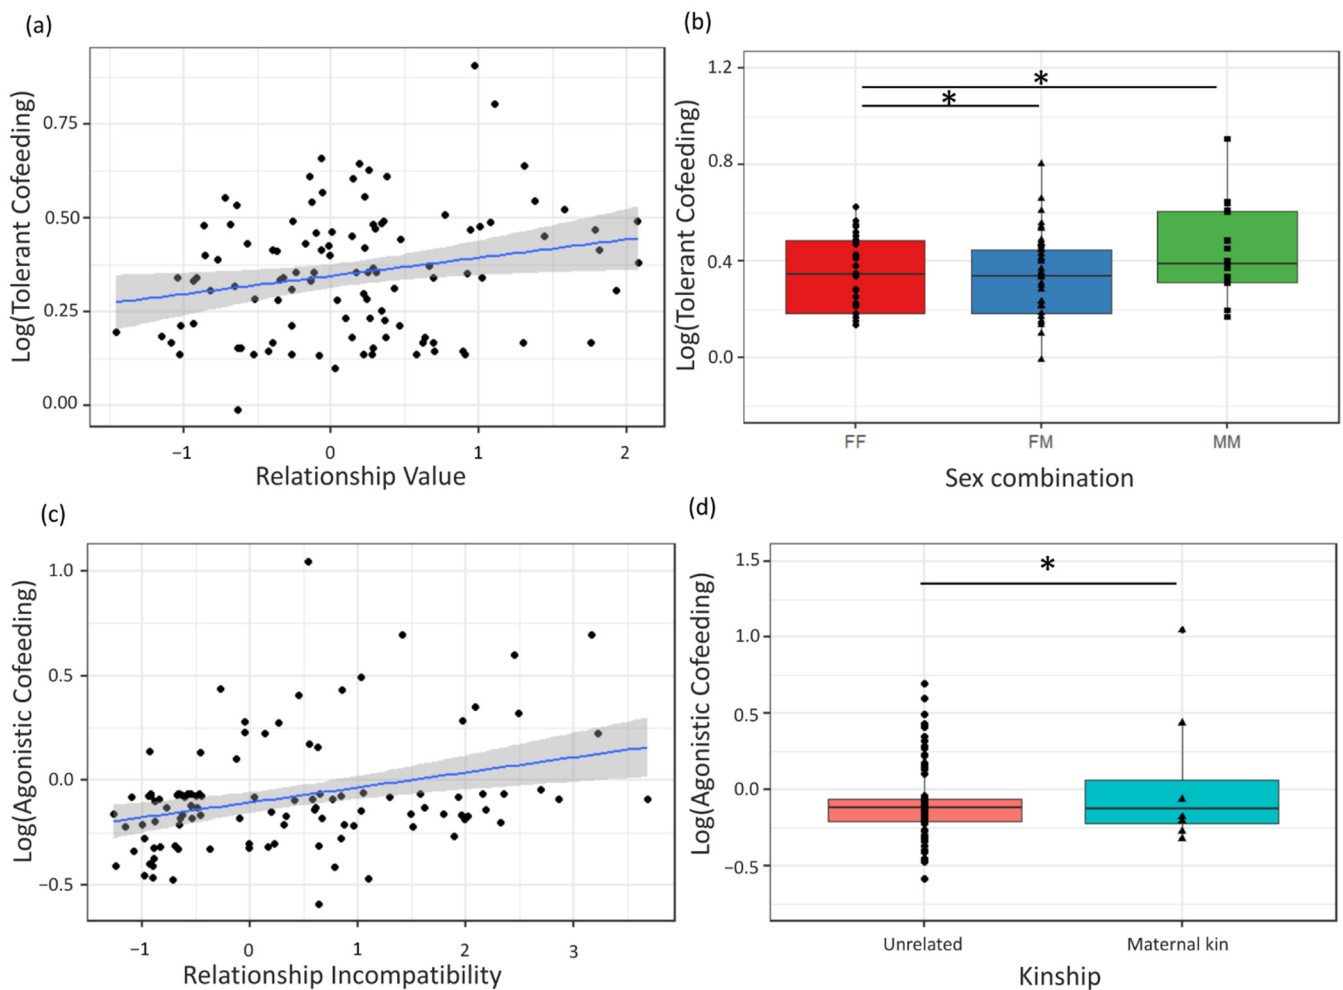 (a)
Log(Tolerant Cofeeding)
0.75
0.50
0.25
0.00
−1 0 1 2
Relationship Value
(b)
Log(Tolerant Cofeeding)
1.2
0.8
0.4
0.0
*
*
FF FM MM
Sex combination
(c)
Log(Agonistic Cofeeding)
1.0
0.5
0.0
−0.5
−1 0 1 2 3
Relationship Incompatibility
(d)
Log(Agonistic Cofeeding)
1.5
1.0
0.5
0.0
−0.5
*
Unrelated Maternal kin
Kinship